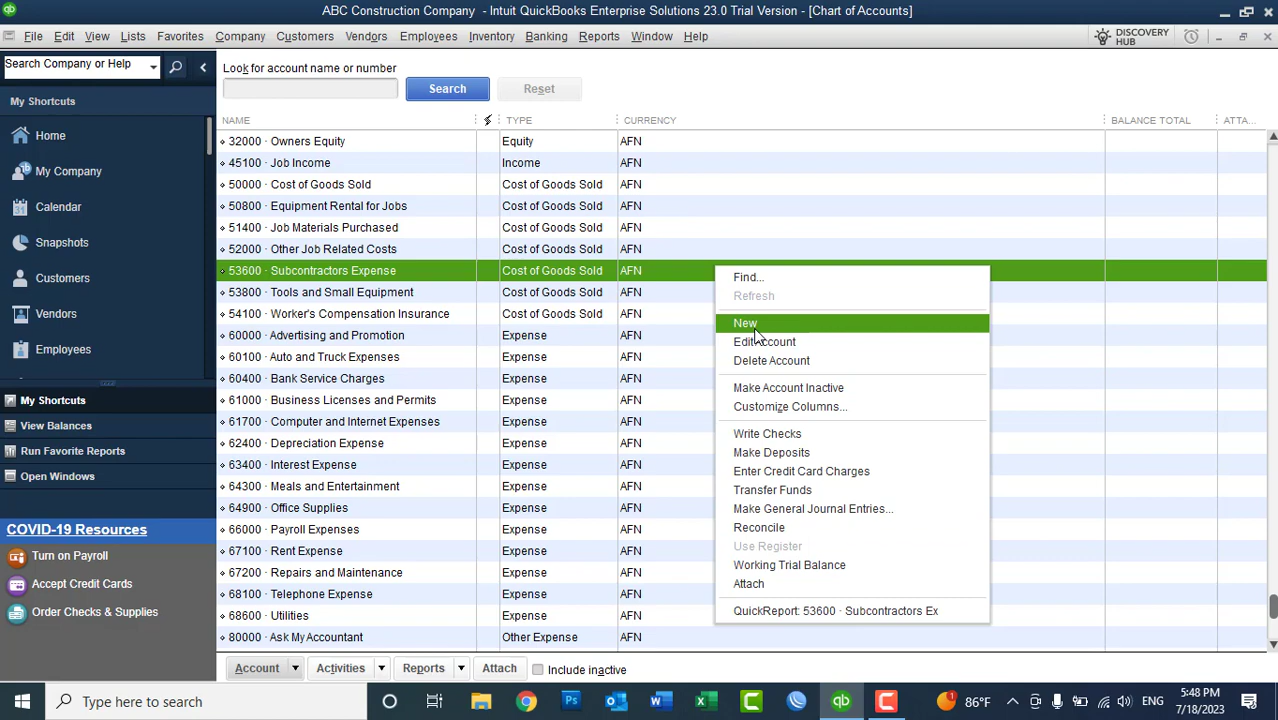 ABC Construction Company - Intuit QuickBooks Enterprise Solutions 23.0 Trial Version - [Chart of Accounts]
File Edit View Lists Favorites Company Customers Vendors Employees Inventory Banking Reports Window Help
DISCOVERY
HUB
Search Company or Help
My Shortcuts
Home
My Company
Calendar
Snapshots
Customers
Vendors
Employees
My Shortcuts
View Balances
Run Favorite Reports
Open Windows
COVID-19 Resources
Turn on Payroll
Accept Credit Cards
Order Checks & Supplies
Look for account name or number
Search Reset
NAME TYPE CURRENCY BALANCE TOTAL ATTA...
32000 · Owners Equity Equity AFN
45100 · Job Income Income AFN
50000 · Cost of Goods Sold Cost of Goods Sold AFN
50800 · Equipment Rental for Jobs Cost of Goods Sold AFN
51400 · Job Materials Purchased Cost of Goods Sold AFN
52000 · Other Job Related Costs Cost of Goods Sold AFN
53600 · Subcontractors Expense Cost of Goods Sold AFN
53800 · Tools and Small Equipment Cost of Goods Sold AFN
54100 · Worker's Compensation Insurance Cost of Goods Sold AFN
60000 · Advertising and Promotion Expense AFN
60100 · Auto and Truck Expenses Expense AFN
60400 · Bank Service Charges Expense AFN
61000 · Business Licenses and Permits Expense AFN
61700 · Computer and Internet Expenses Expense AFN
62400 · Depreciation Expense Expense AFN
63400 · Interest Expense Expense AFN
64300 · Meals and Entertainment Expense AFN
64900 · Office Supplies Expense AFN
66000 · Payroll Expenses Expense AFN
67100 · Rent Expense Expense AFN
67200 · Repairs and Maintenance Expense AFN
68100 · Telephone Expense Expense AFN
68600 · Utilities Expense AFN
80000 · Ask My Accountant Other Expense AFN
Find...
Refresh
New
Edit Account
Delete Account
Make Account Inactive
Customize Columns...
Write Checks
Make Deposits
Enter Credit Card Charges
Transfer Funds
Make General Journal Entries...
Reconcile
Use Register
Working Trial Balance
Attach
QuickReport: 53600 · Subcontractors Ex
Account Activities Reports Attach Include inactive
Type here to search
86°F
ENG
5:48 PM
7/18/2023